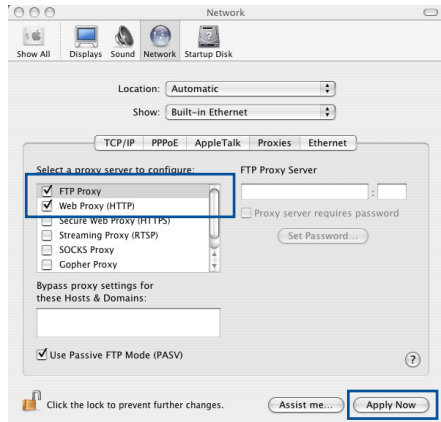 Network
Show All Displays Sound Network Startup Disk
Location: Automatic
Show: Built-in Ethernet
TCP/IP PPPoE AppleTalk Proxies Ethernet
Select a proxy server to configure: FTP Proxy Server
FTP Proxy
:
Web Proxy (HTTP)
Secure Web Proxy (HTTPS) Proxy server requires password
Streaming Proxy (RTSP) Set Password...
SOCKS Proxy
Gopher Proxy
Bypass proxy settings for
these Hosts & Domains:
Use Passive FTP Mode (PASV) ?
Click the lock to prevent further changes. Assist me... Apply Now